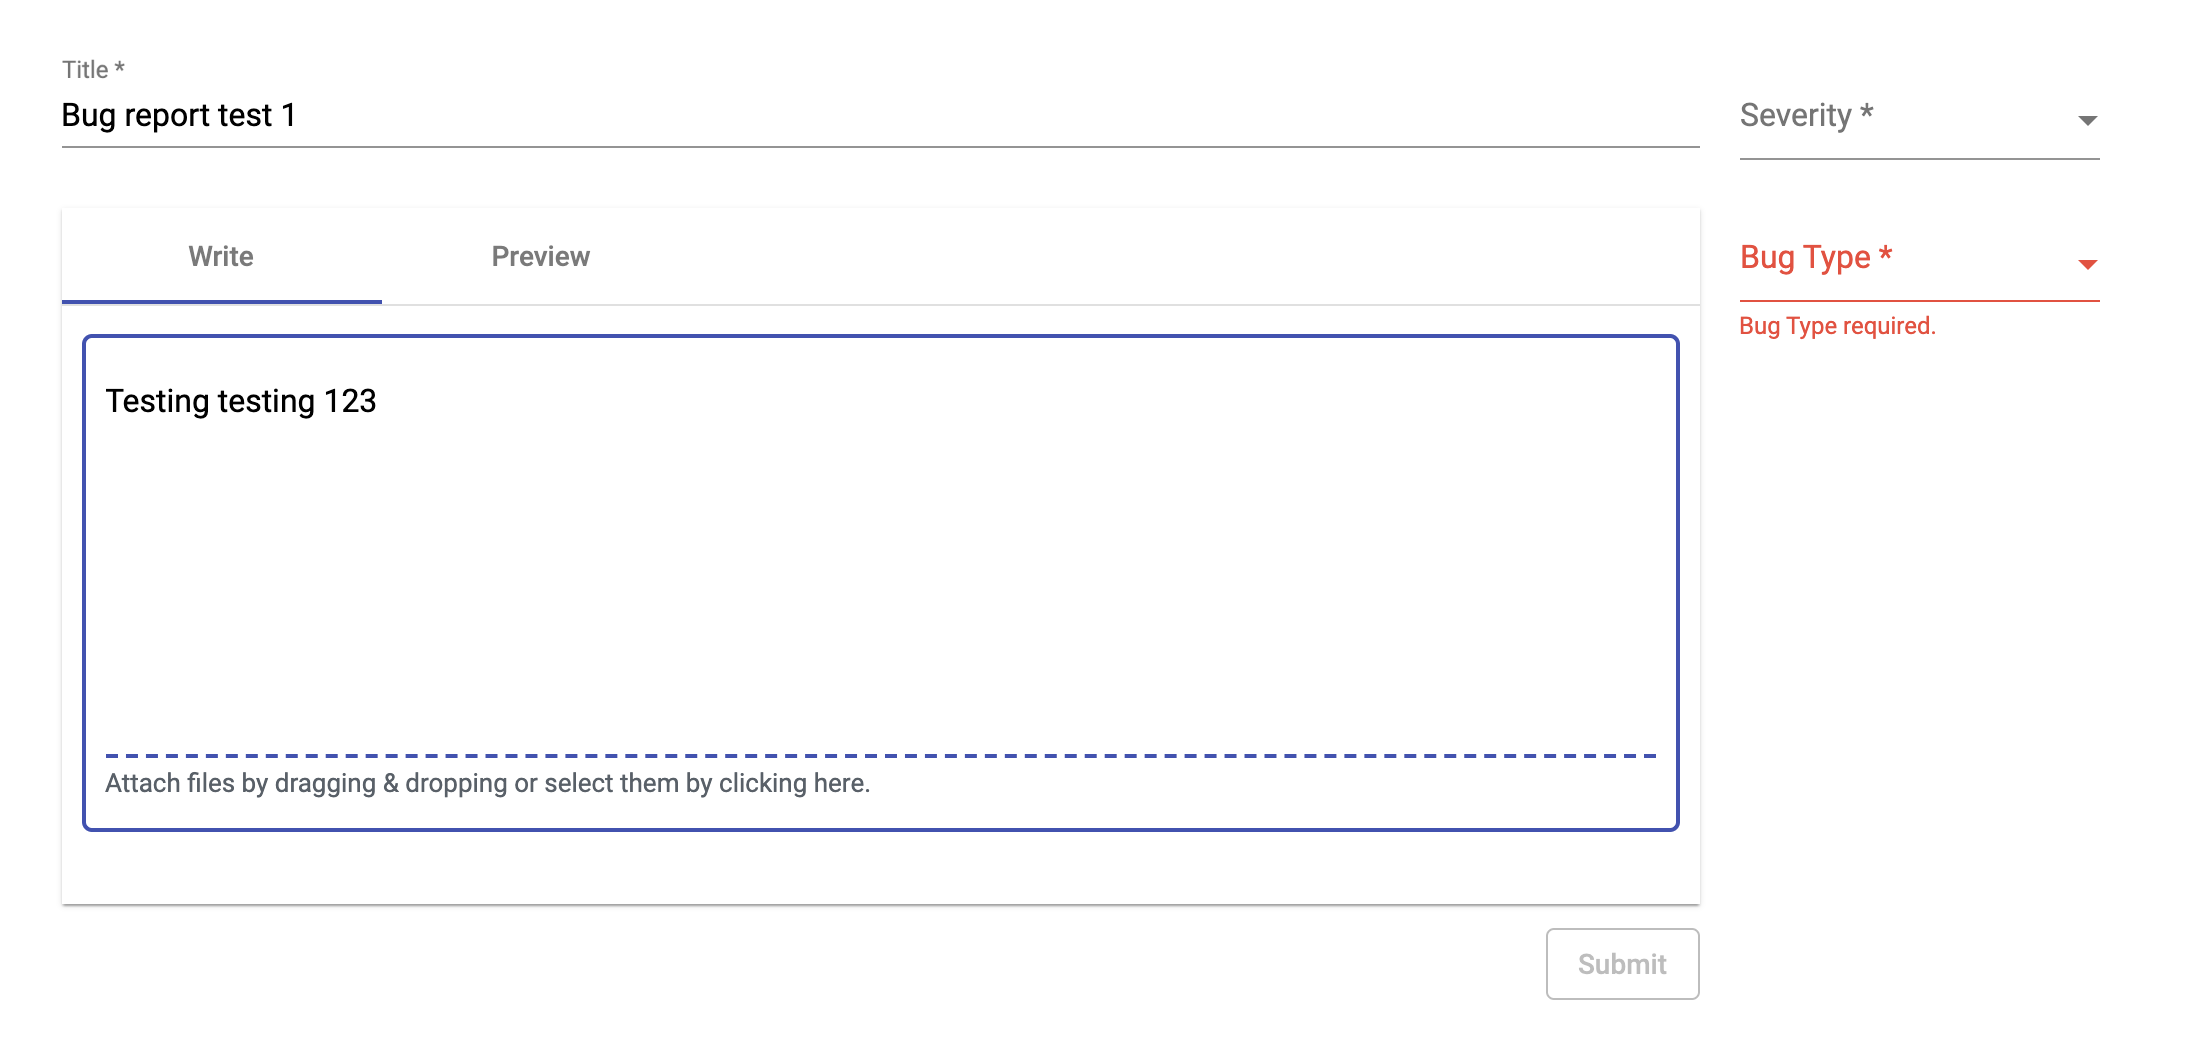 Title *
Bug report test 1
Severity *
Write
Preview
Bug Type *
Bug Type required.
Testing testing 123
Attach files by dragging & dropping or select them by clicking here.
Submit